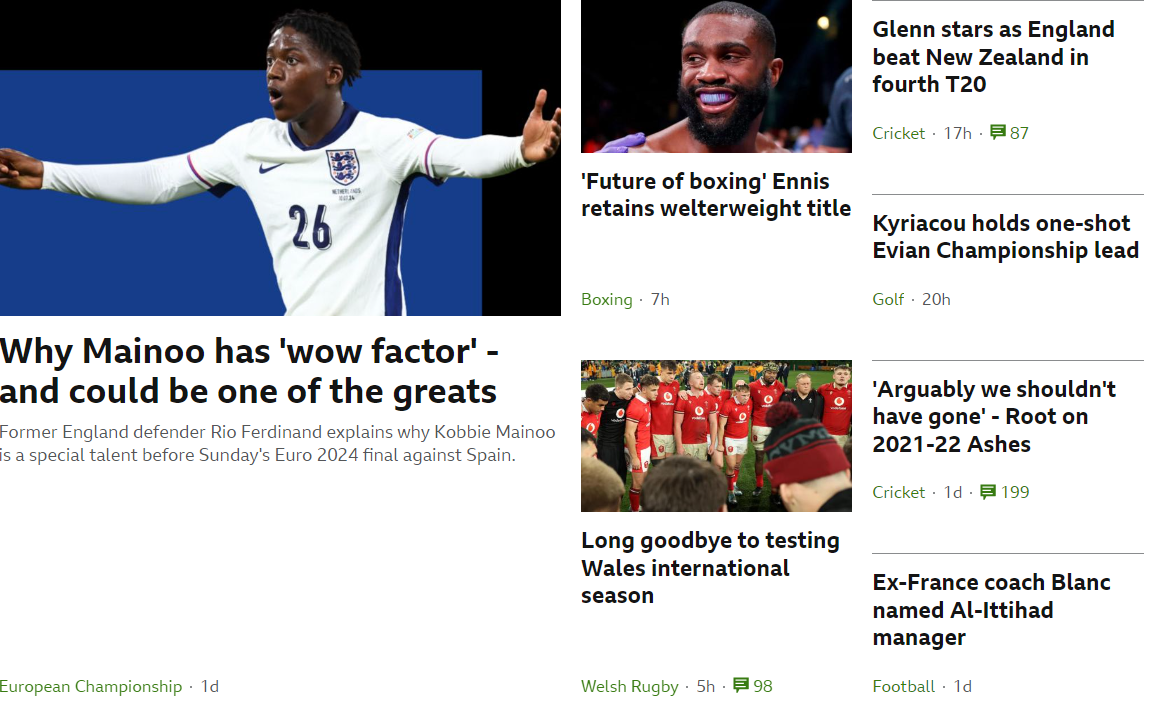 NETHERLANDS
26
Why Mainoo has 'wow factor' -
and could be one of the greats
Former England defender Rio Ferdinand explains why Kobbie Mainoo
is a special talent before Sunday's Euro 2024 final against Spain.
European Championship · 1d
'Future of boxing' Ennis
retains welterweight title
Boxing · 7h
Long goodbye to testing
Wales international
season
Welsh Rugby · 5h · 98
Glenn stars as England
beat New Zealand in
fourth T20
Cricket · 17h · 87
Kyriacou holds one-shot
Evian Championship lead
Golf · 20h
'Arguably we shouldn't
have gone' - Root on
2021-22 Ashes
Cricket · 1d · 199
Ex-France coach Blanc
named Al-Ittihad
manager
Football · 1d